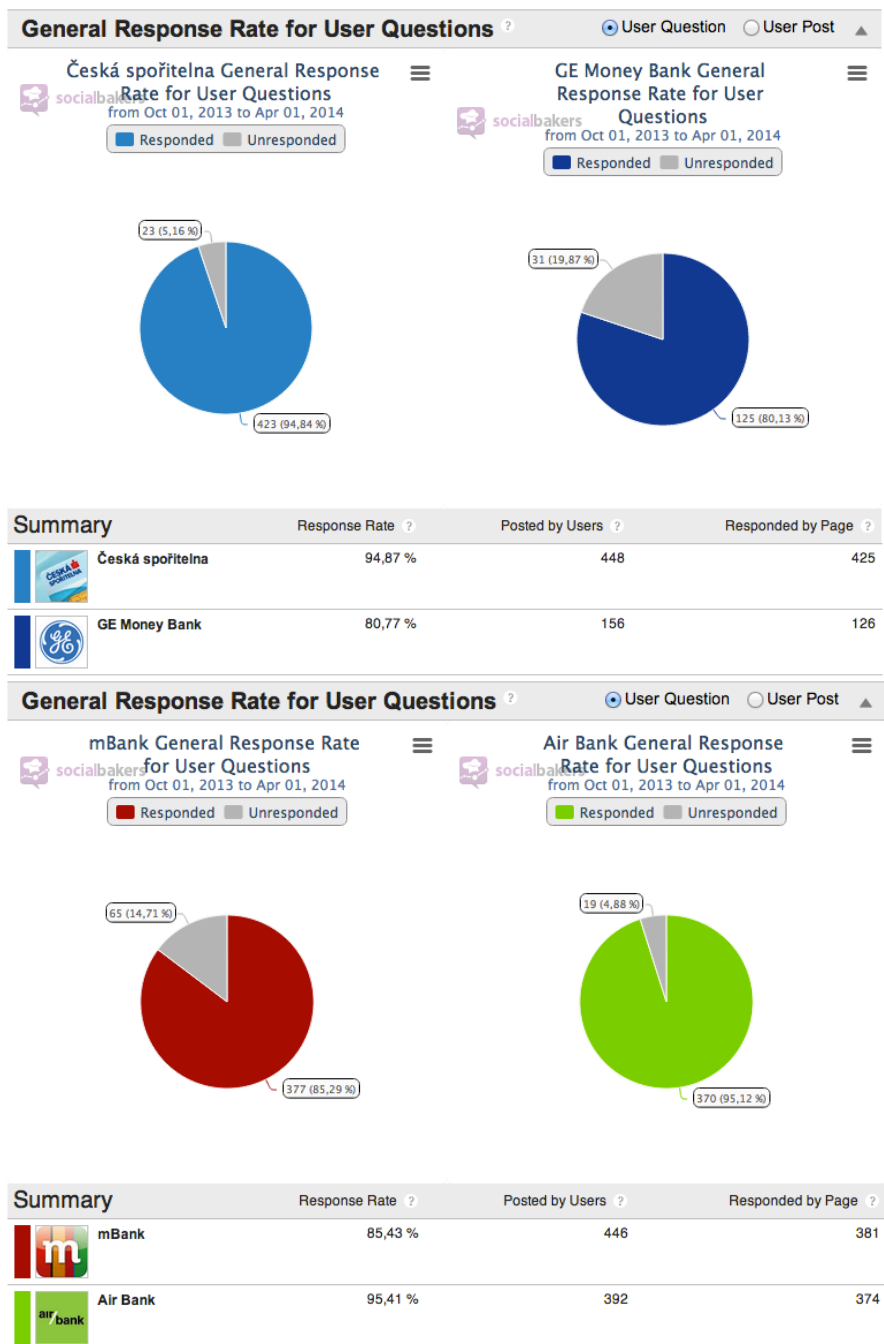 General Response Rate for User Questions ? User Question User Post
Česká spořitelna General Response
Rate for User Questions
socialbakers
from Oct 01, 2013 to Apr 01, 2014
Responded Unresponded
23 (5,16 %)
423 (94,84 %)
GE Money Bank General
Response Rate for User
Questions
socialbakers
from Oct 01, 2013 to Apr 01, 2014
Responded Unresponded
31 (19,87 %)
125 (80,13 %)
Summary Response Rate ? Posted by Users ? Responded by Page ?
ČESKÁ
SPOŘITELNA
Česká spořitelna 94,87 % 448 425
GE
GE Money Bank 80,77 % 156 126
General Response Rate for User Questions ? User Question User Post
mBank General Response Rate
for User Questions
socialbakers
from Oct 01, 2013 to Apr 01, 2014
Responded Unresponded
65 (14,71 %)
377 (85,29 %)
Air Bank General Response
Rate for User Questions
socialbakers
from Oct 01, 2013 to Apr 01, 2014
Responded Unresponded
19 (4,88 %)
370 (95,12 %)
Summary Response Rate ? Posted by Users ? Responded by Page ?
m
mBank 85,43 % 446 381
air bank
Air Bank 95,41 % 392 374